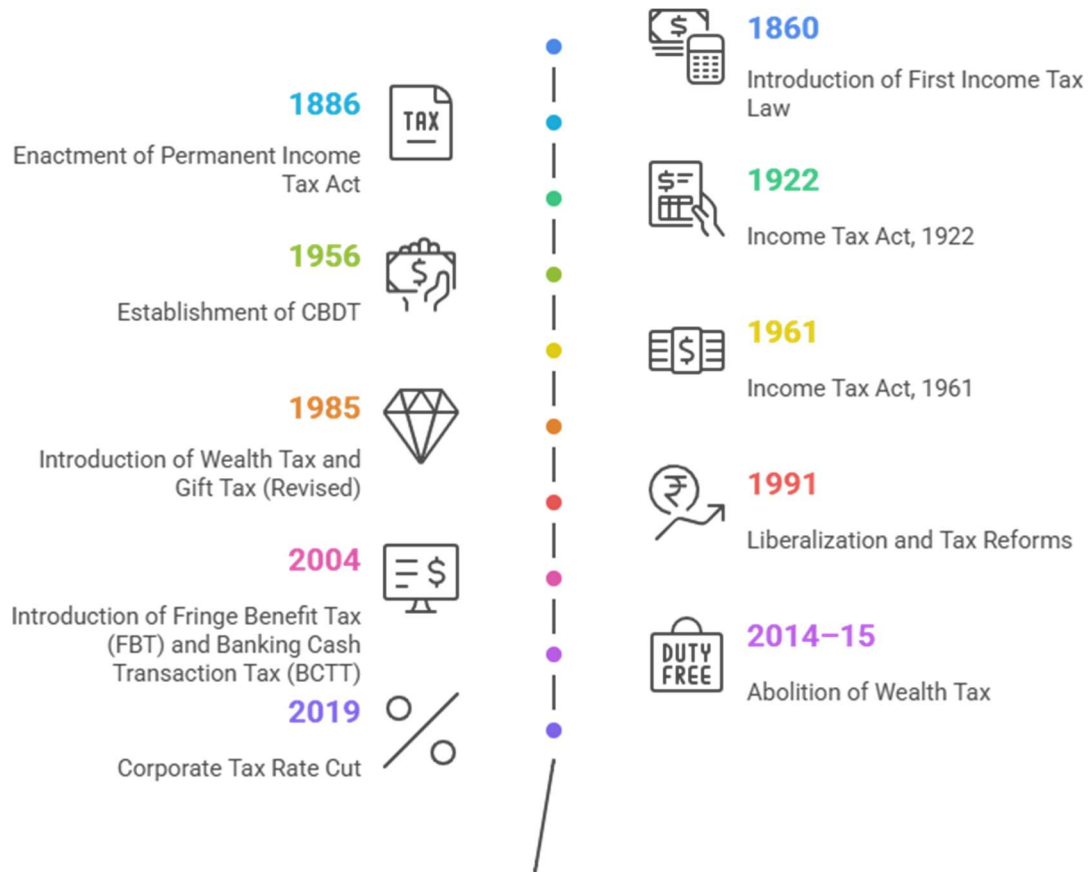 1860
Introduction of First Income Tax
Law
1886
TAX
Enactment of Permanent Income
Tax Act
1922
$=
Income Tax Act, 1922
1956
$
Establishment of CBDT
1961
$
Income Tax Act, 1961
1985
Introduction of Wealth Tax and
Gift Tax (Revised)
1991
₹
Liberalization and Tax Reforms
2004
$
Introduction of Fringe Benefit Tax
(FBT) and Banking Cash
Transaction Tax (BCTT)
2014–15
DUTY
FREE
Abolition of Wealth Tax
2019
Corporate Tax Rate Cut